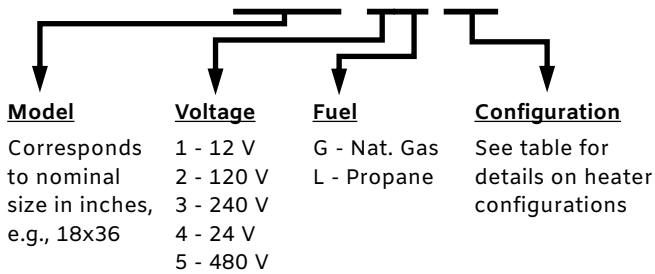 Model
Corresponds
to nominal
size in inches,
e.g., 18x36
Voltage
1 - 12 V
2 - 120 V
3 - 240 V
4 - 24 V
5 - 480 V
Fuel
G - Nat. Gas
L - Propane
Configuration
See table for
details on heater
configurations